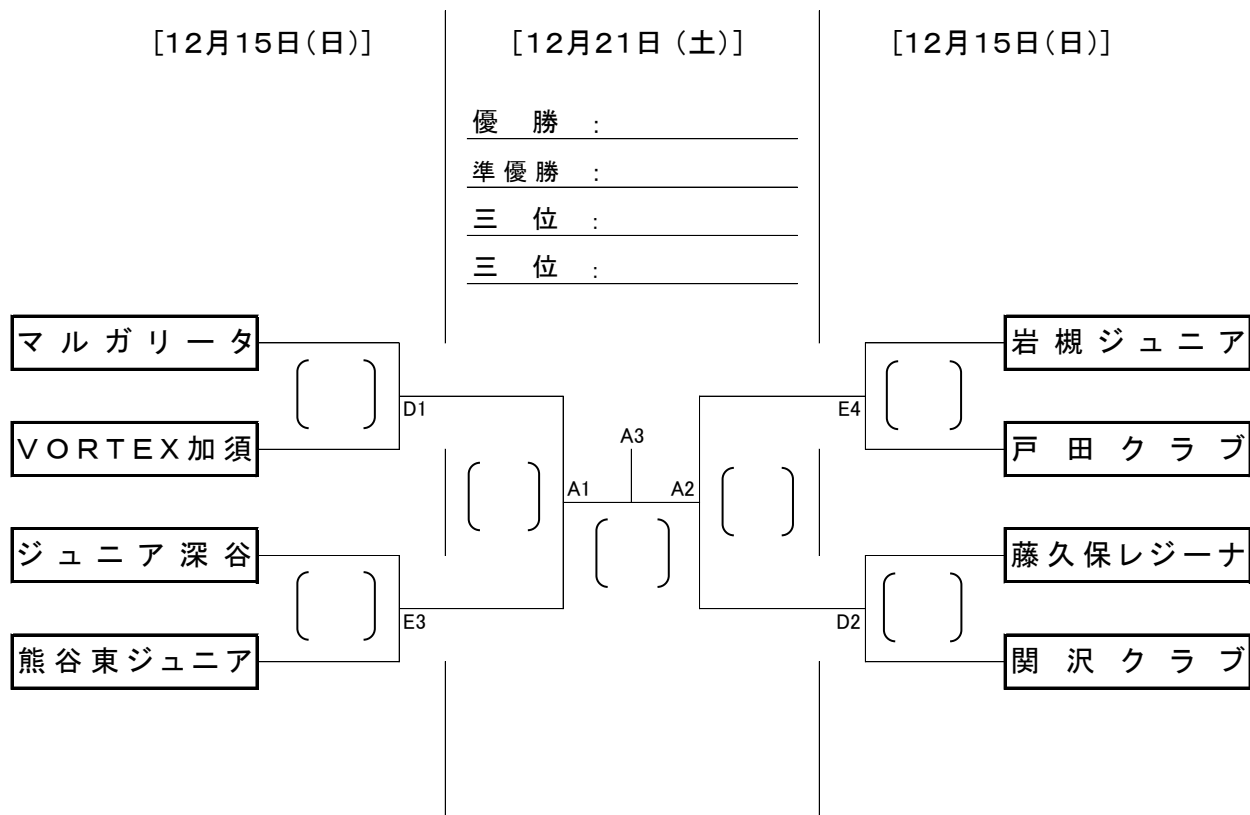 [12月15日(日)]
[12月21日(土)]
[12月15日(日)]
優勝:
準優勝:
三位:
三位:
マルガリータ
岩槻ジュニア
D1
E4
VORTEX加須
戸田クラブ
A3
A1
A2
ジュニア深谷
藤久保レジーナ
E3
D2
熊谷東ジュニア
関沢クラブ